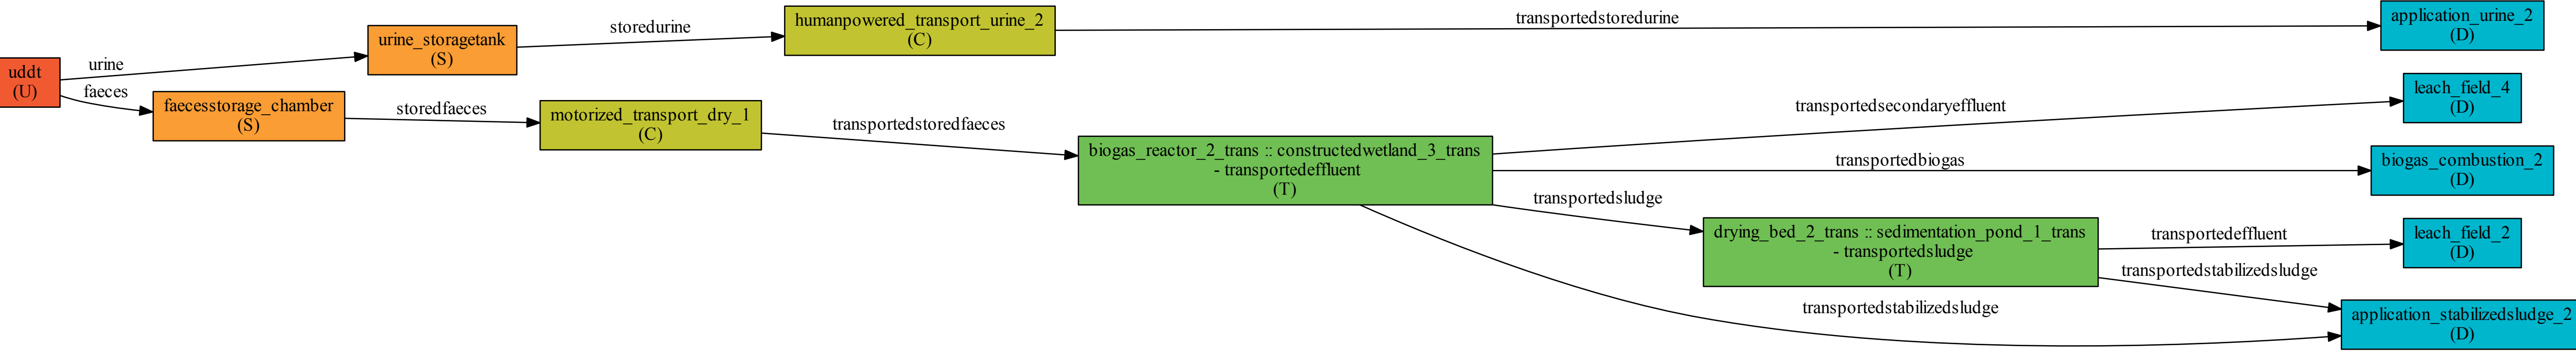 uddt
(U)
urine
faeces
urine_storagetank
(S)
faecesstorage_chamber
(S)
storedurine
storedfaeces
humanpowered_transport_urine_2
(C)
motorized_transport_dry_1
(C)
transportedstoredurine
transportedstoredfaeces
biogas_reactor_2_trans :: constructedwetland_3_trans
- transportedeffluent
(T)
transportedsecondaryeffluent
transportedbiogas
transportedsludge
transportedstabilizedsludge
drying_bed_2_trans :: sedimentation_pond_1_trans
- transportedsludge
(T)
transportedeffluent
transportedstabilizedsludge
application_urine_2
(D)
leach_field_4
(D)
biogas_combustion_2
(D)
leach_field_2
(D)
application_stabilizedsludge_2
(D)